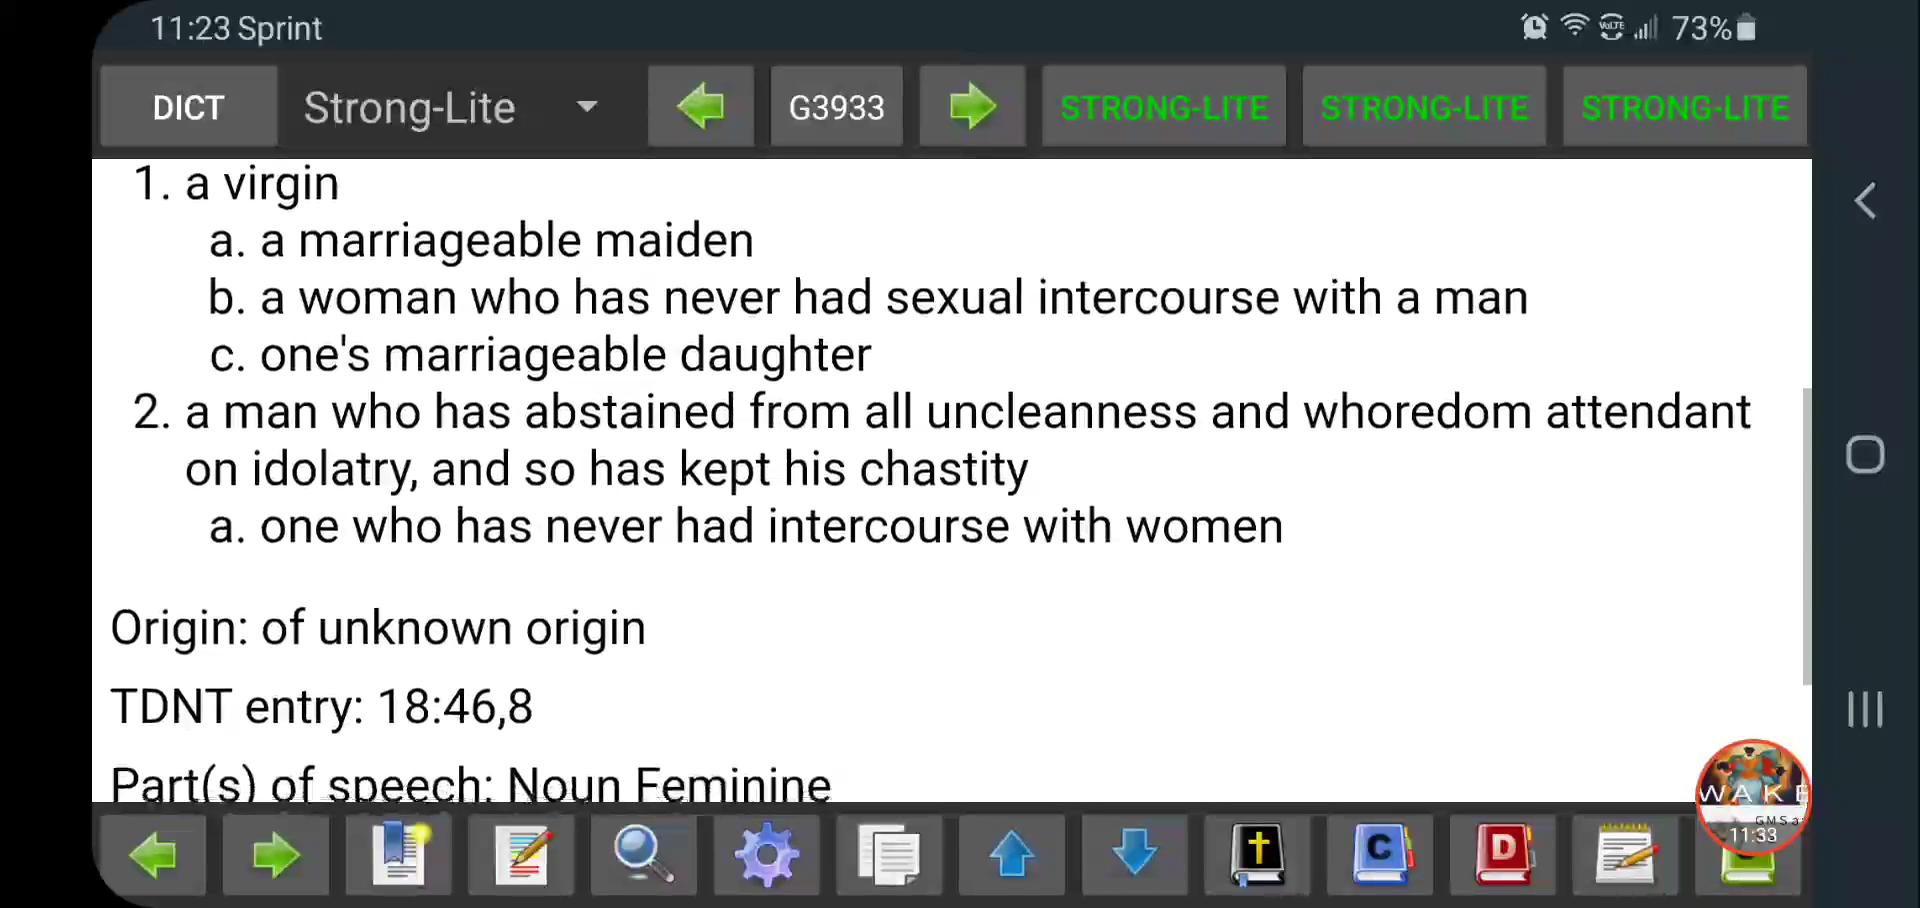 11:23 Sprint
VoLTE 73%
DICT Strong-Lite G3933 STRONG-LITE STRONG-LITE STRONG-LITE
1. a virgin
a. a marriageable maiden
b. a woman who has never had sexual intercourse with a man
c. one's marriageable daughter
2. a man who has abstained from all uncleanness and whoredom attendant
on idolatry, and so has kept his chastity
a. one who has never had intercourse with women
Origin: of unknown origin
TDNT entry: 18:46,8
Part(s) of speech: Noun Feminine
WAKE
GMS a
11:33
C
D